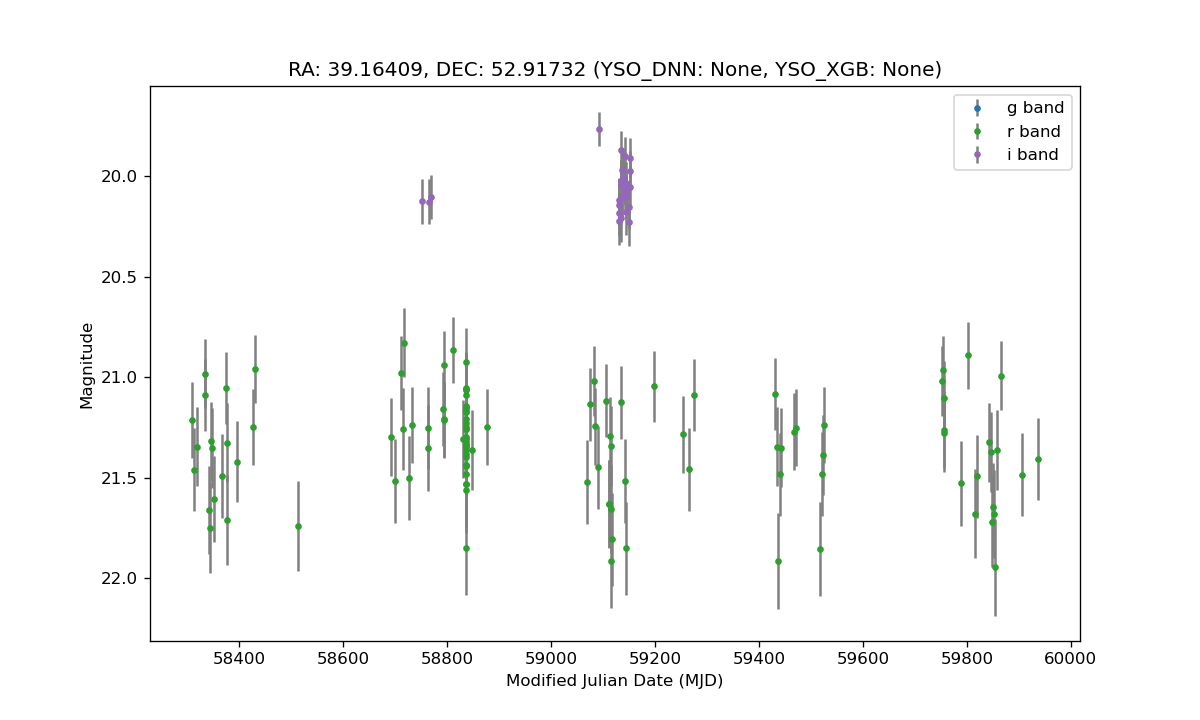 RA: 39.16409, DEC: 52.91732 (YSO_DNN: None, YSO_XGB: None)
g band
r band
i band
20.0
20.5
21.0
21.5
22.0
Magnitude
58400 58600 58800 59000 59200 59400 59600 59800 60000
Modified Julian Date (MJD)